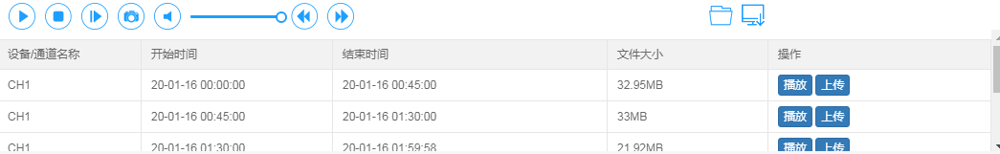 设备/通道名称 开始时间 结束时间 文件大小 操作
CH1 20-01-16 00:00:00 20-01-16 00:45:00 32.95MB 播放 上传
CH1 20-01-16 00:45:00 20-01-16 01:30:00 33MB 播放 上传
CH1 20-01-16 01:30:00 20-01-16 01:59:58 21.92MB 播放 上传